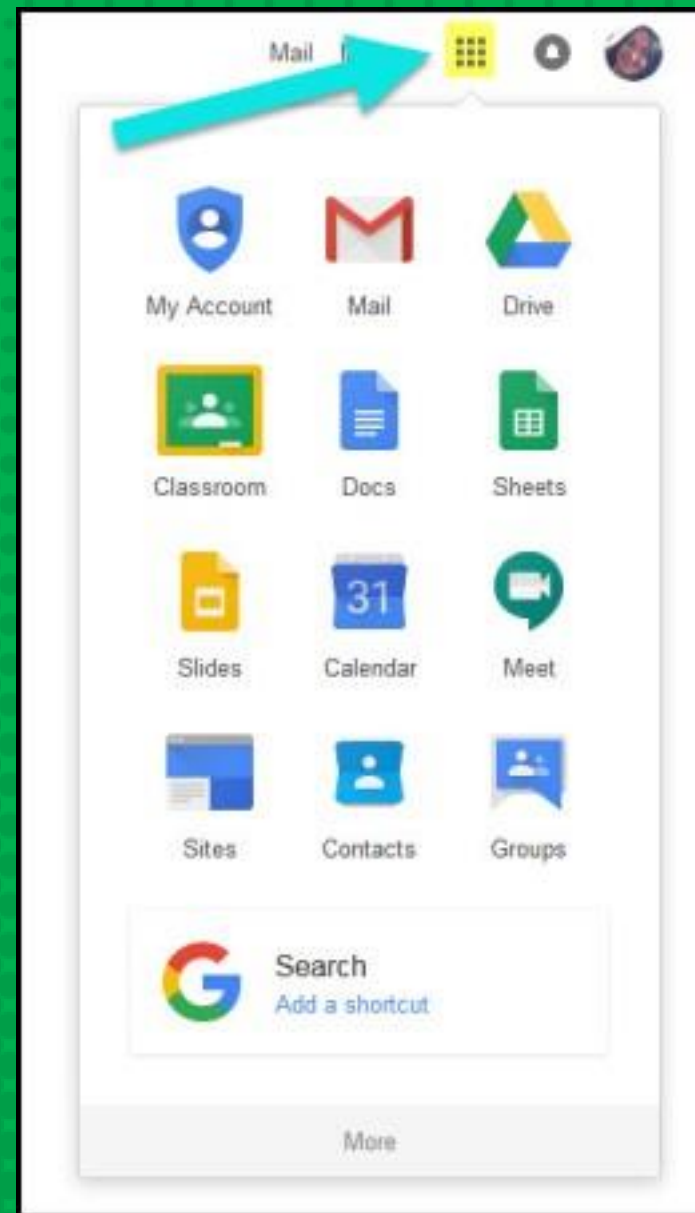 Mail
My Account Mail Drive
Classroom Docs Sheets
31
Slides Calendar Meet
Sites Contacts Groups
Search
Add a shortcut
More